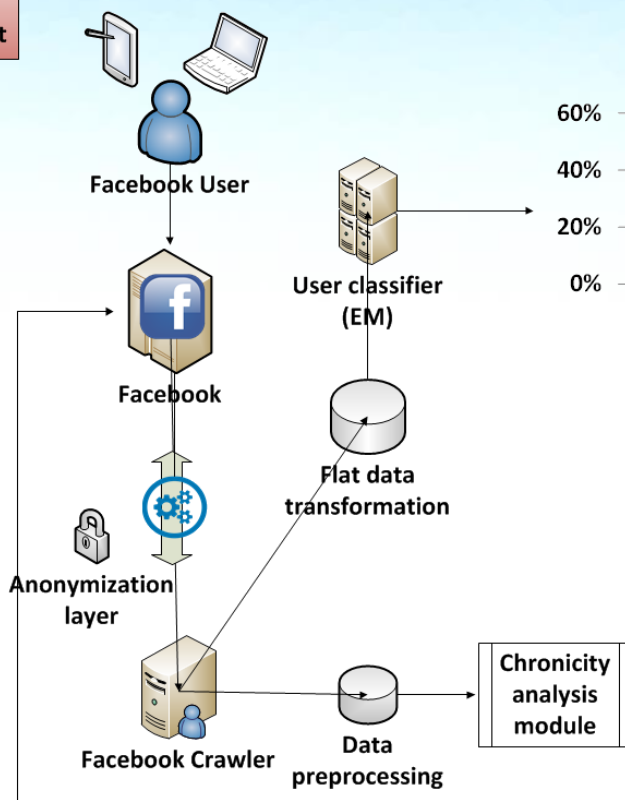 t
Facebook User
60%
40%
20%
0%
User classifier
(EM)
f
Facebook
Flat data
transformation
Anonymization
layer
Facebook Crawler
Data
preprocessing
Chronicity
analysis
module